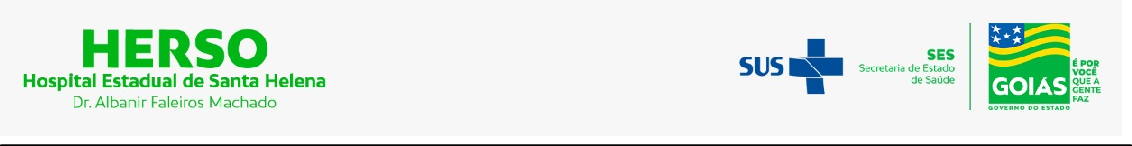 HERSO
Hospital Estadual de Santa Helena
Dr. Albanir Faleiros Machado
SUS
SES
Secretaria de Estado
de Saúde
GOIÁS
GOVERNO DO ESTADO
É POR
VOCÊ
QUE A
GENTE
FAZ